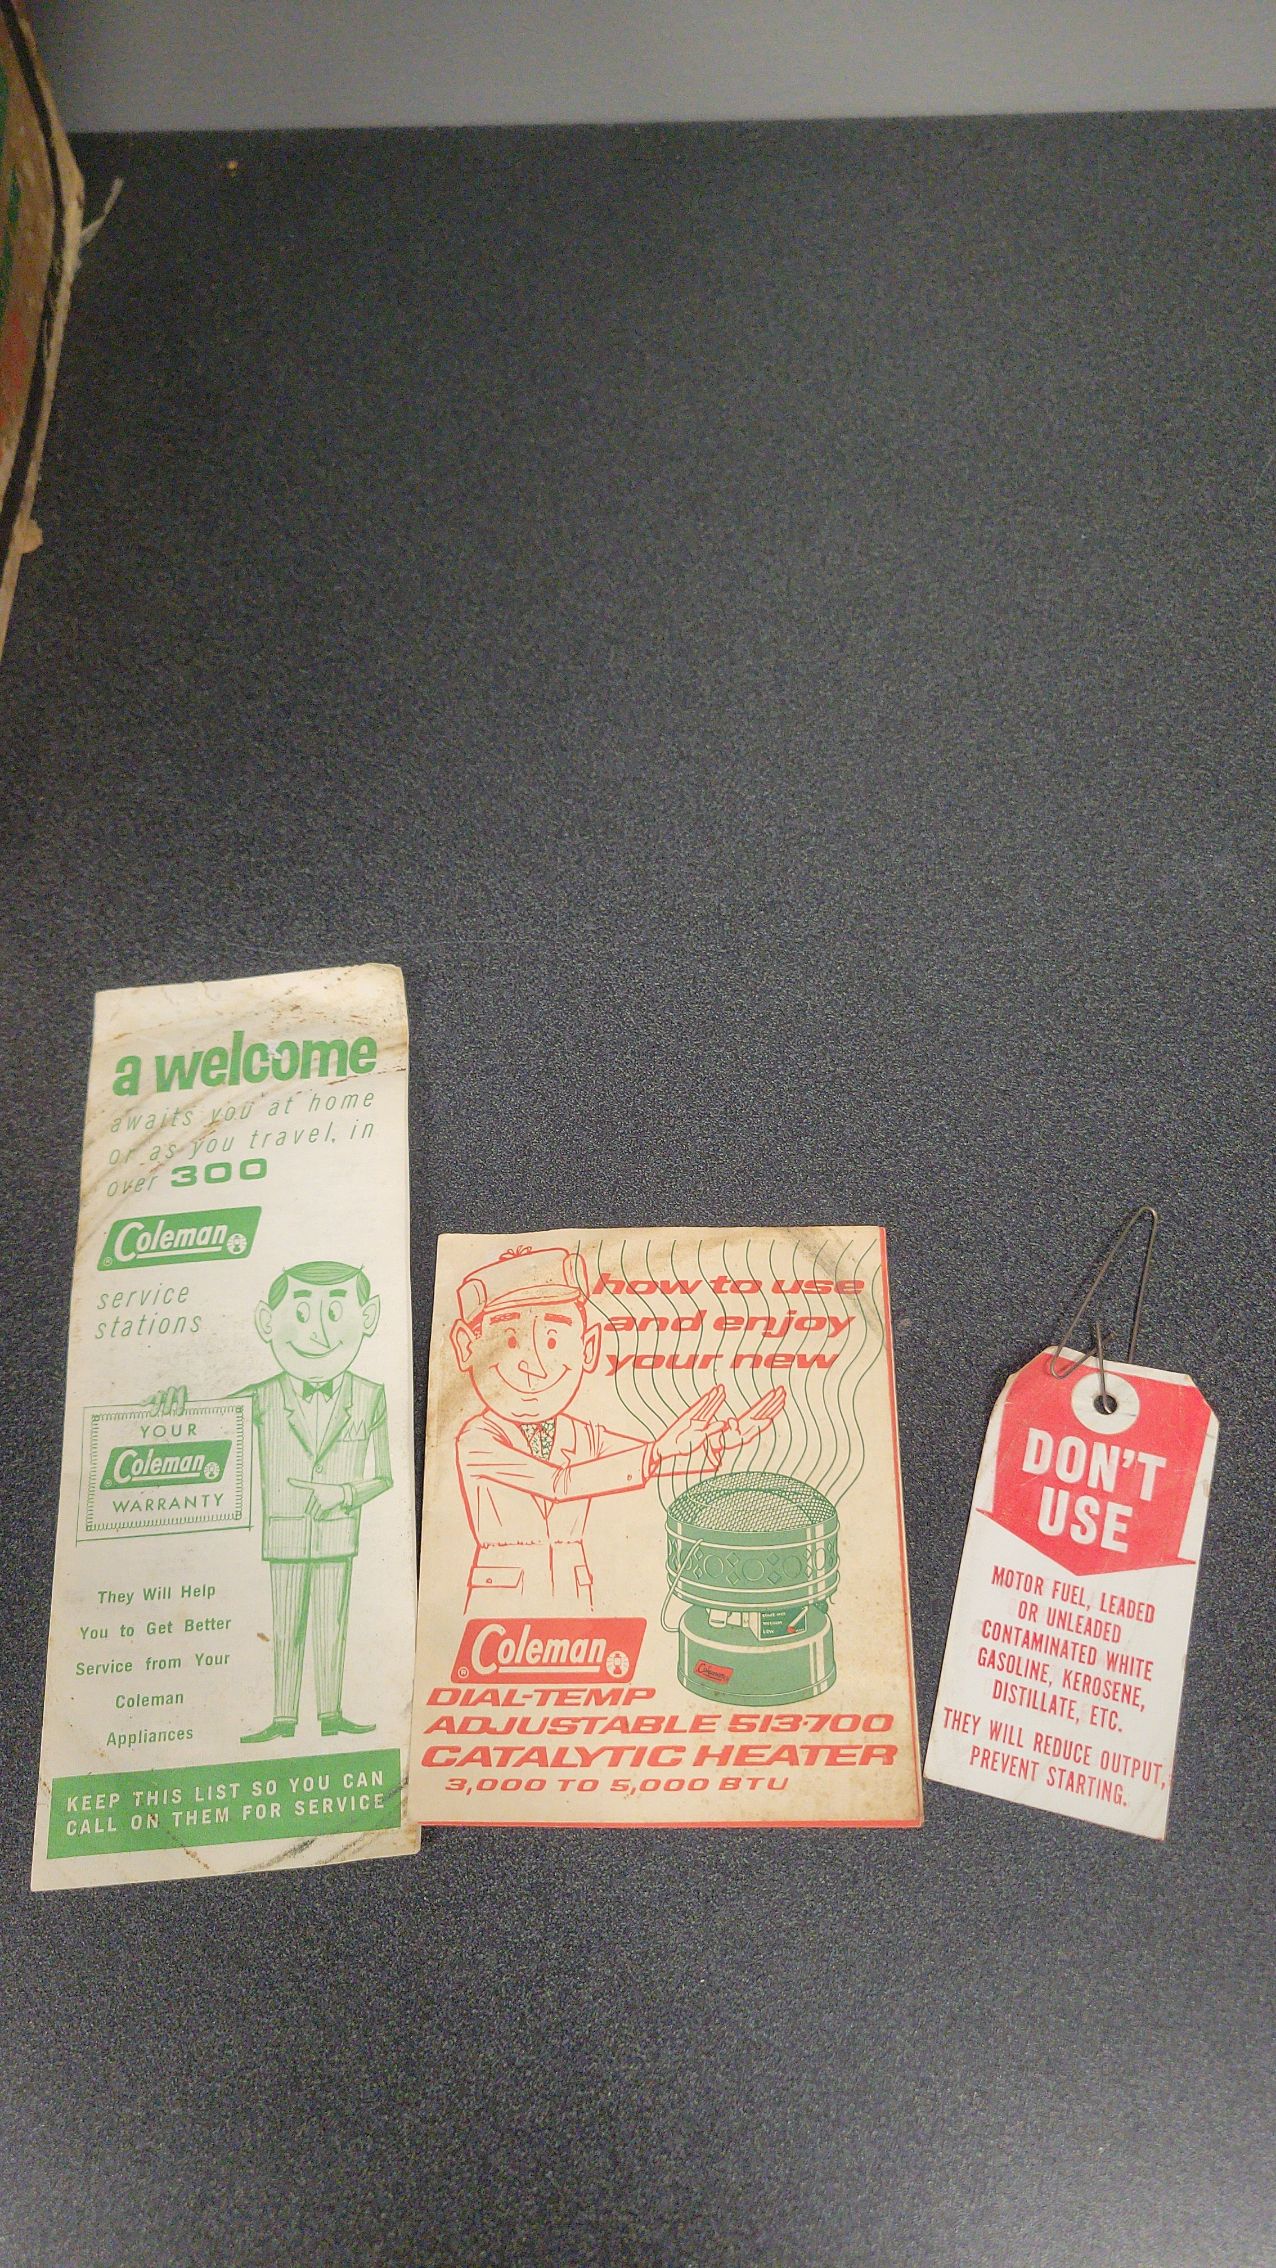 a welcome
awaits you at home
or as you travel, in
over 300
Coleman
service
stations
YOUR
Coleman
WARRANTY
They Will Help
You to Get Better
Service from Your
Coleman
Appliances
KEEP THIS LIST SO YOU CAN
CALL ON THEM FOR SERVICE
how to use
and enjoy
your new
Coleman
Coleman
DIAL-TEMP
ADJUSTABLE 513-700
CATALYTIC HEATER
3,000 TO 5,000 BTU
DON'T
USE
MOTOR FUEL, LEADED
OR UNLEADED
CONTAMINATED WHITE
GASOLINE, KEROSENE,
DISTILLATE, ETC.
THEY WILL REDUCE OUTPUT,
PREVENT STARTING.